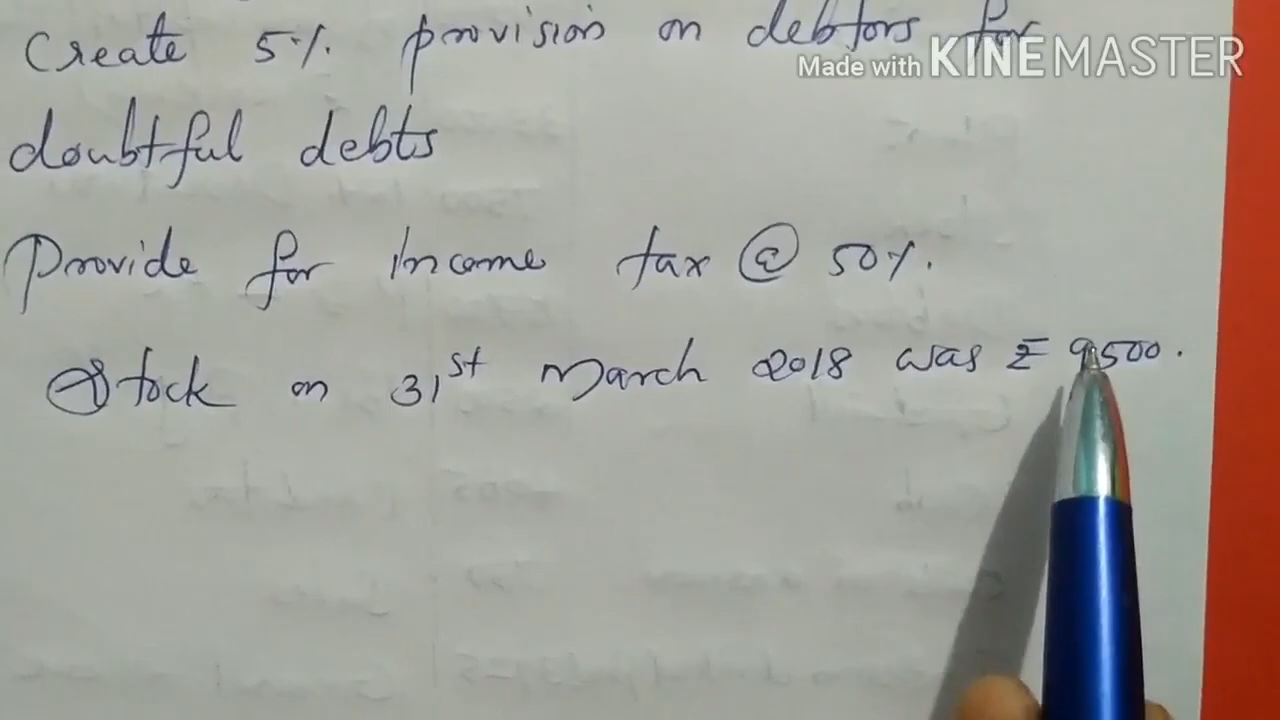 Create 5% provision on debtors for
Made with KINEMASTER
doubtful debts
Provide for Income tax @ 50%.
Stock on 31st March 2018 was ₹ 9500.